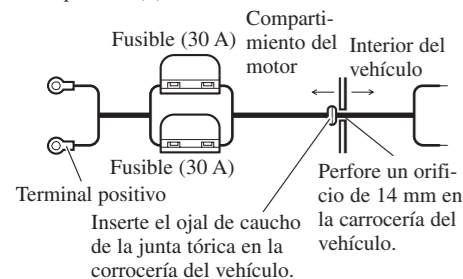 Fusible (30 A)
Comparti-
miento del
motor
Interior del
vehículo
Fusible (30 A)
Terminal positivo
Inserte el ojal de caucho
de la junta tórica en la
corrocería del vehículo.
Perfore un orifi-
cio de 14 mm en
la carrocería del
vehículo.